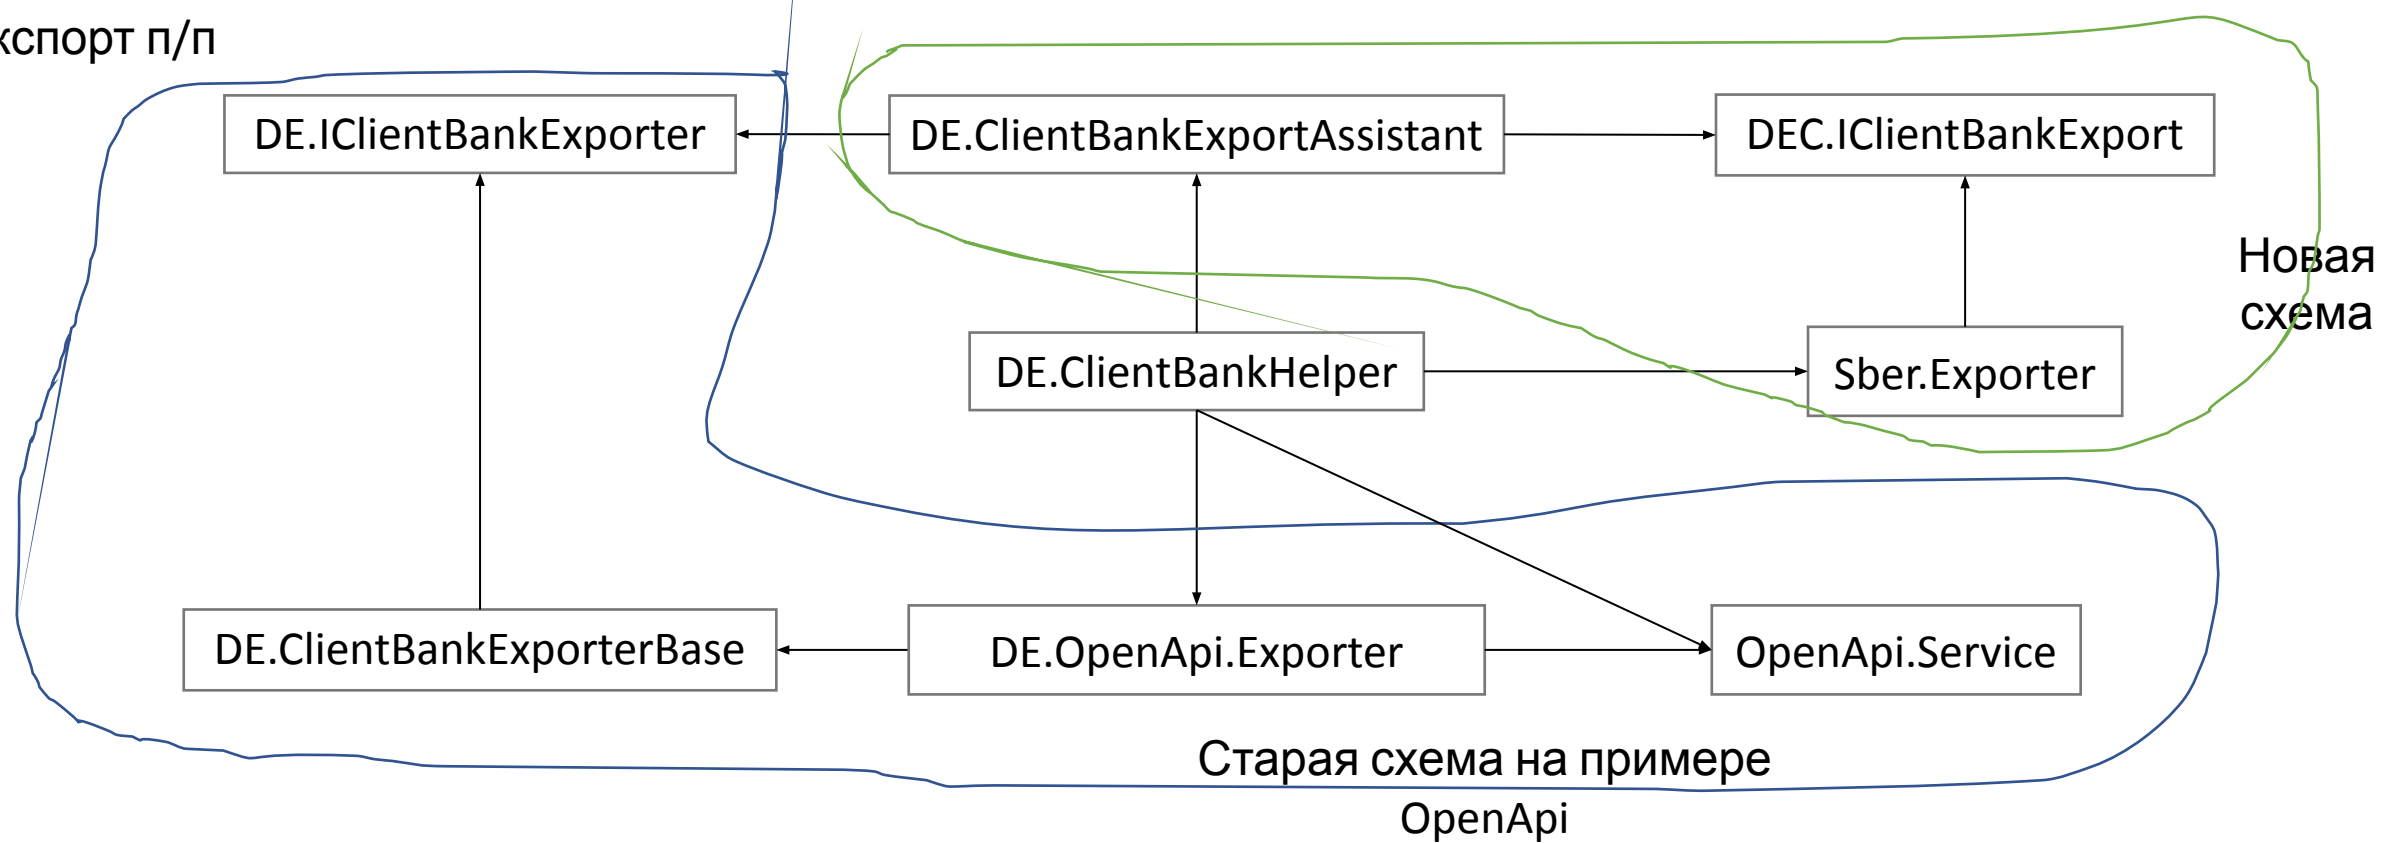 кспорт п/п
DE.IClientBankExporter
DE.ClientBankExportAssistant
DEC.IClientBankExport
Новая
схема
DE.ClientBankHelper
Sber.Exporter
DE.ClientBankExporterBase
DE.OpenApi.Exporter
OpenApi.Service
Старая схема на примере
OpenApi